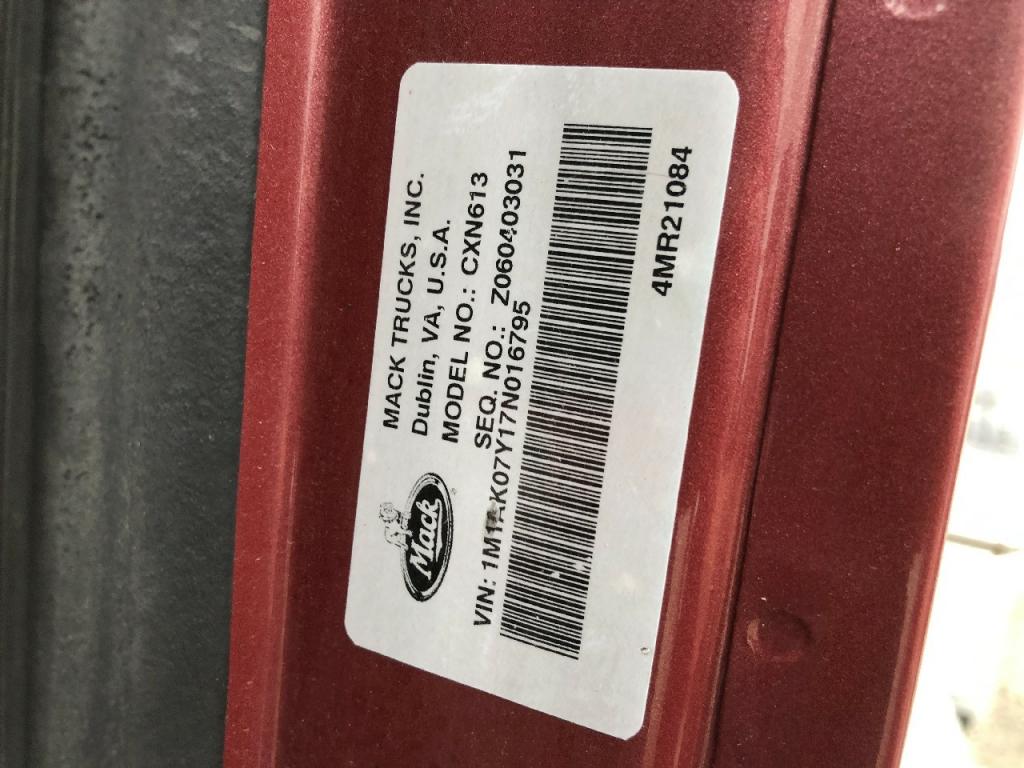 MACK TRUCKS, INC.
Dublin, VA, U.S.A.
MODEL NO.: CXN613
SEQ. NO.: Z060403031
Mack
VIN: 1M1AK07Y17N016795
4MR21084